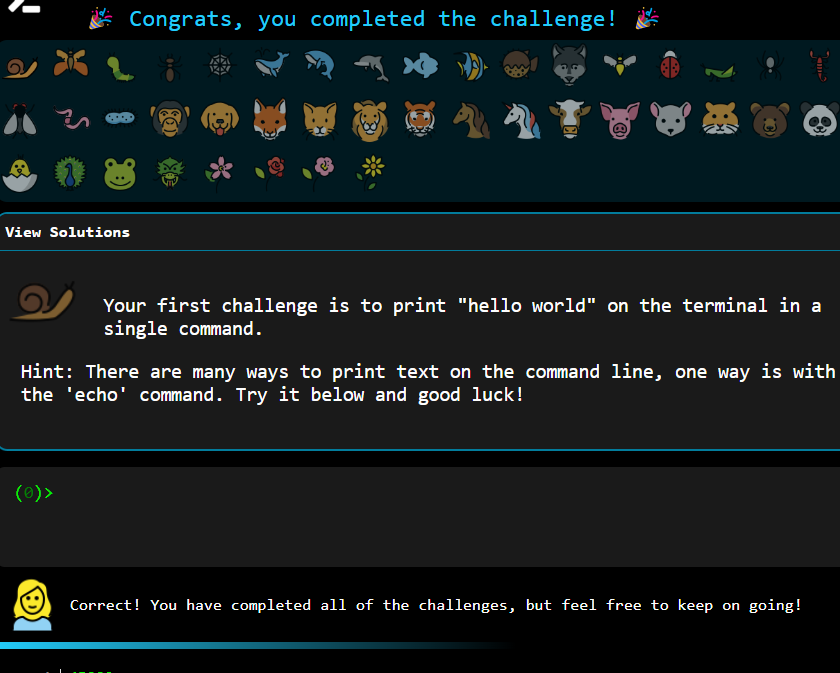 Congrats, you completed the challenge!
View Solutions
Your first challenge is to print "hello world" on the terminal in a
single command.
Hint: There are many ways to print text on the command line, one way is with
the 'echo' command. Try it below and good luck!
(0)>
Correct! You have completed all of the challenges, but feel free to keep on going!